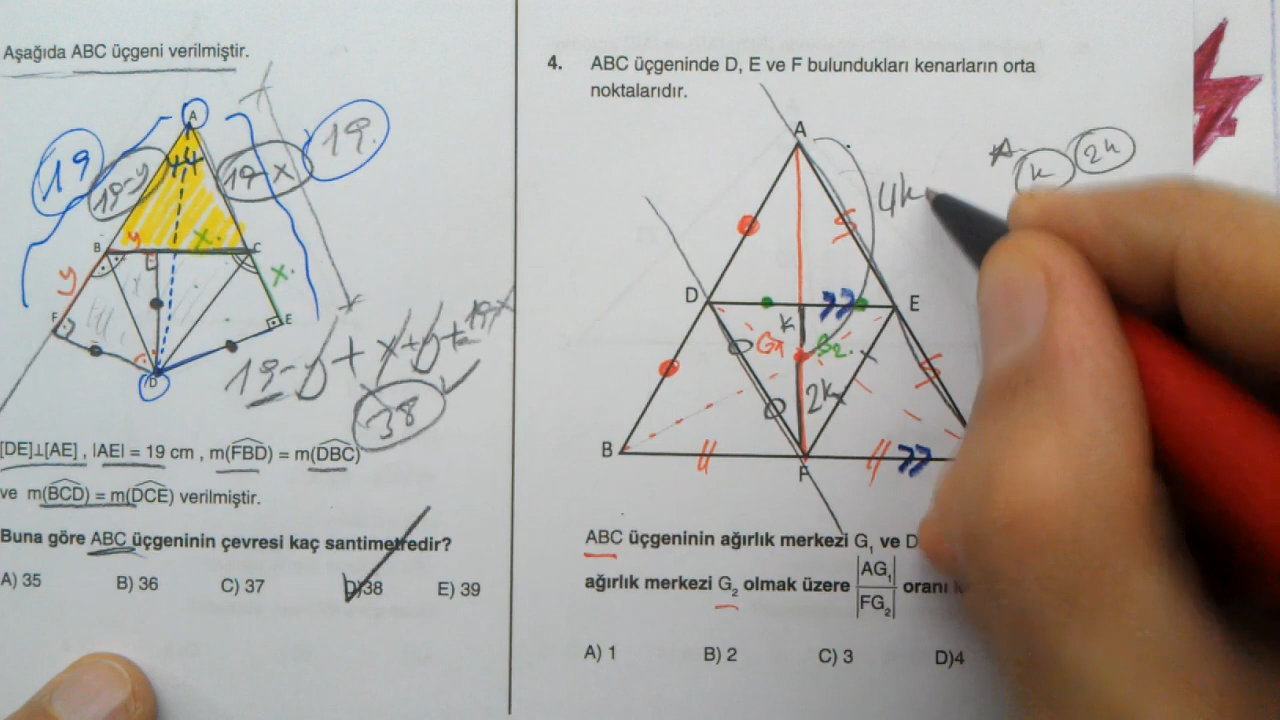 Aşağıda ABC üçgeni verilmiştir.
A
19
19-y
44
19-x
19.
B
y
x.
C
y
x.
F
E
D
19-y + x+y+19-x
38
[DE]⊥[AE] , |AE| = 19 cm , m(FBD) = m(DBC)
ve m(BCD) = m(DCE) verilmiştir.
Buna göre ABC üçgeninin çevresi kaç santimetredir?
A) 35 B) 36 C) 37 D)38 E) 39
4. ABC üçgeninde D, E ve F bulundukları kenarların orta
noktalarıdır.
A
k
2k
4k
D
E
k
G1
G2.
2k
B
F
ABC üçgeninin ağırlık merkezi G1 ve D
ağırlık merkezi G2 olmak üzere |AG1| / |FG2| oranı
A) 1 B) 2 C) 3 D)4